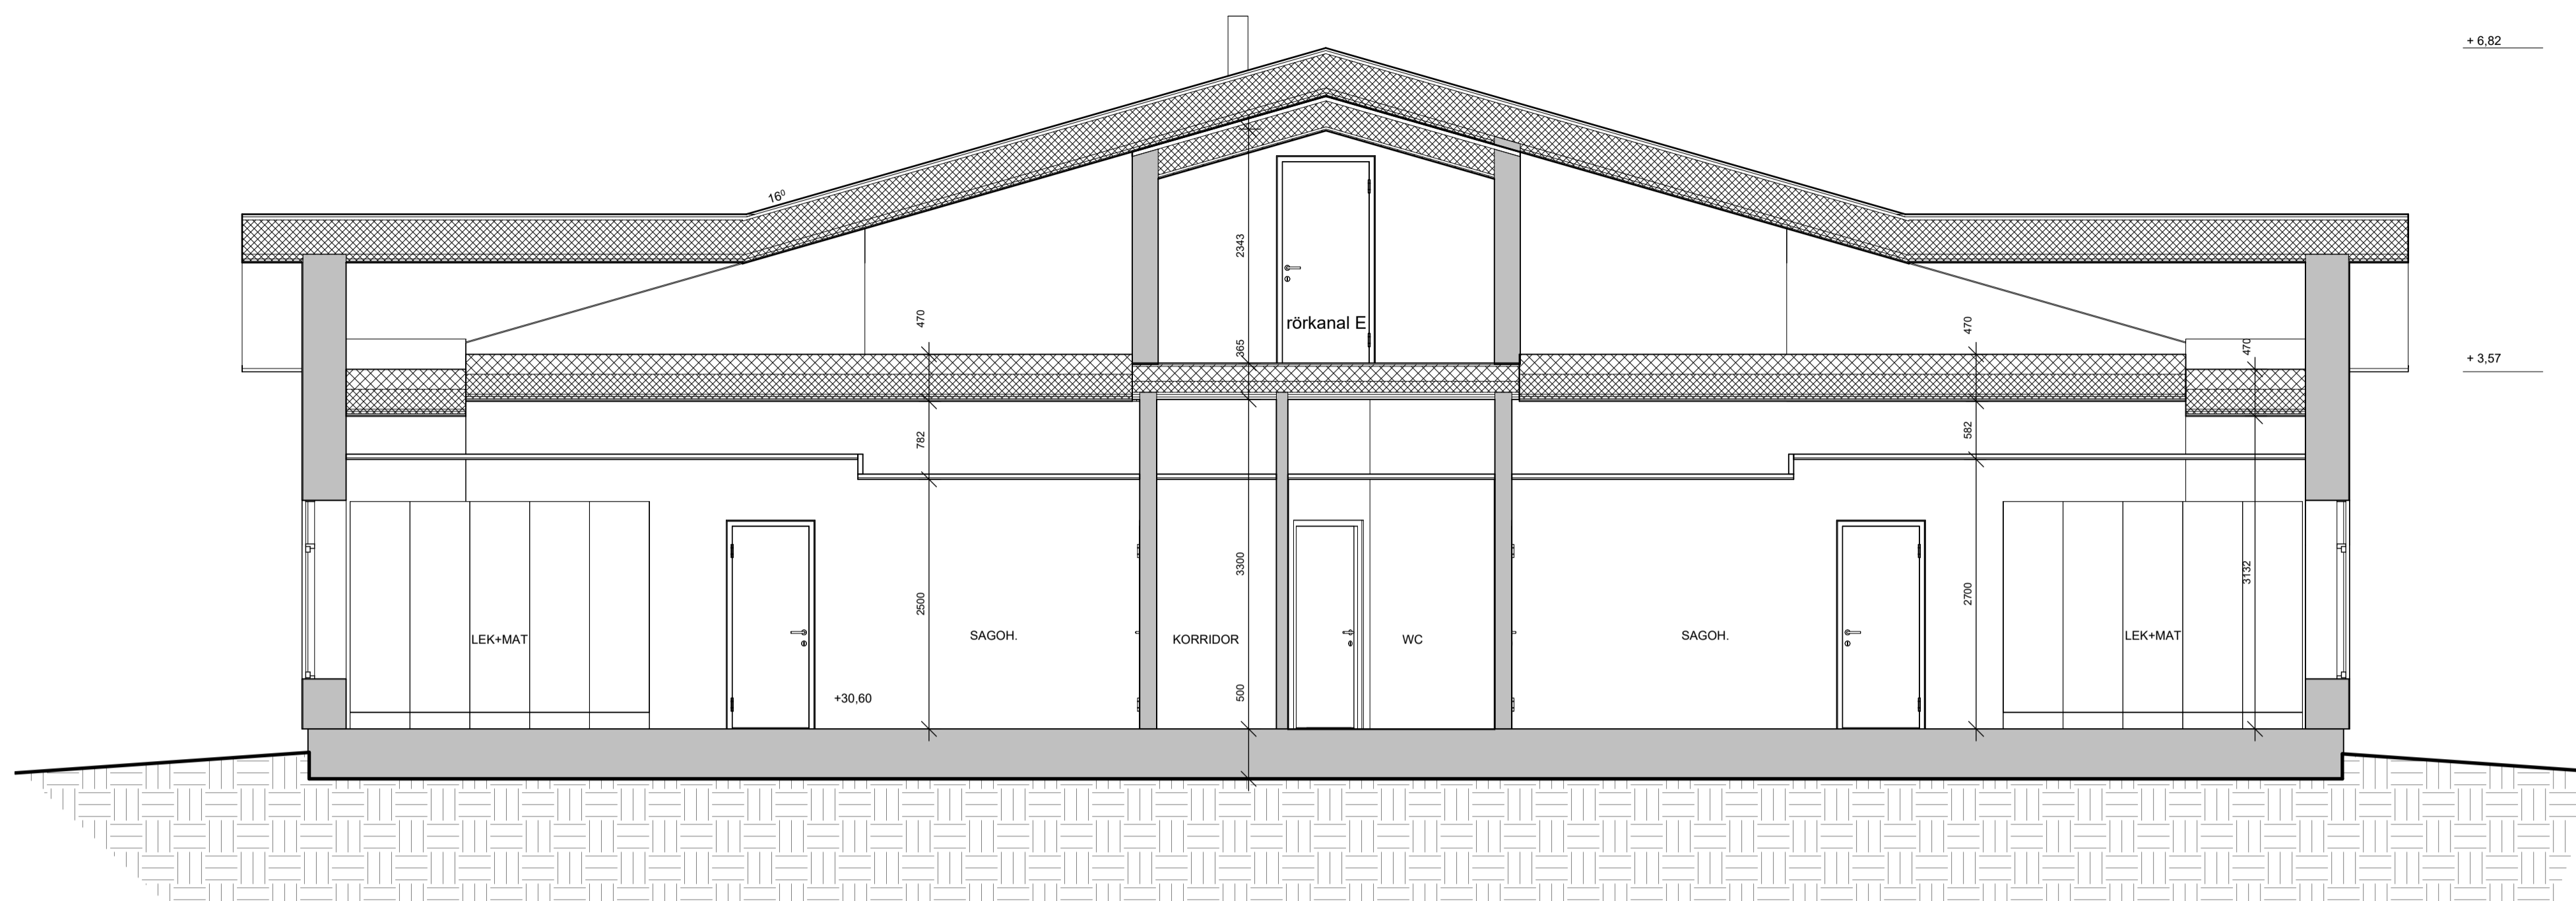 + 6,82
16⁰
2343
rörkanal E
470
365
470
470
+ 3,57
782
582
2500
3300
2700
3132
LEK+MAT
SAGOH.
KORRIDOR
WC
SAGOH.
LEK+MAT
+30,60
500